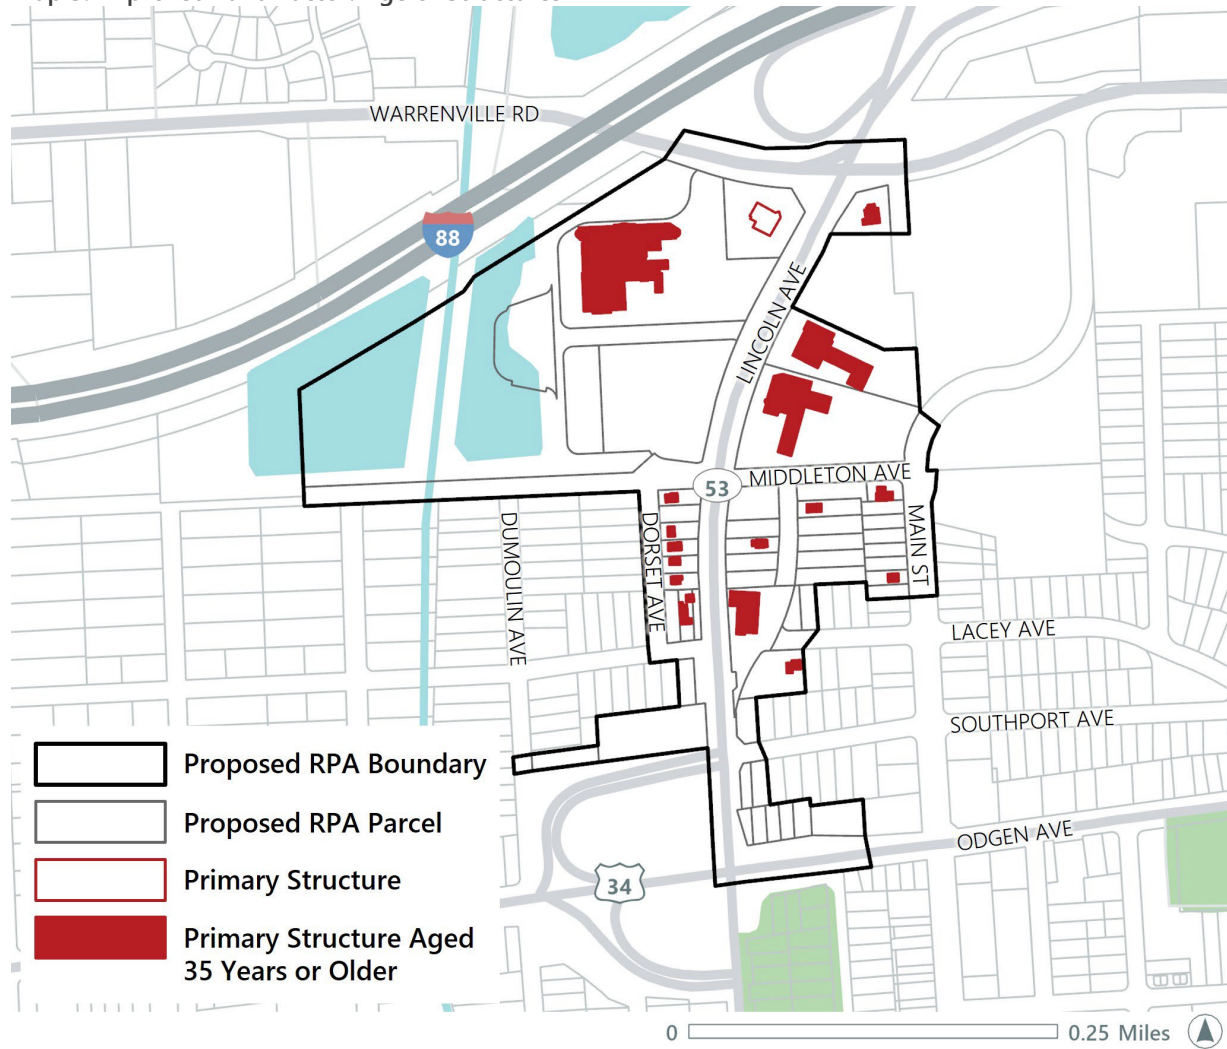 WARRENVILLE RD
88
LINCOLN AVE
53
MIDDLETON AVE
DUMOULIN AVE
DORSET AVE
MAIN ST
LACEY AVE
SOUTHPORT AVE
ODGEN AVE
34
Proposed RPA Boundary
Proposed RPA Parcel
Primary Structure
Primary Structure Aged
35 Years or Older
0
0.25 Miles